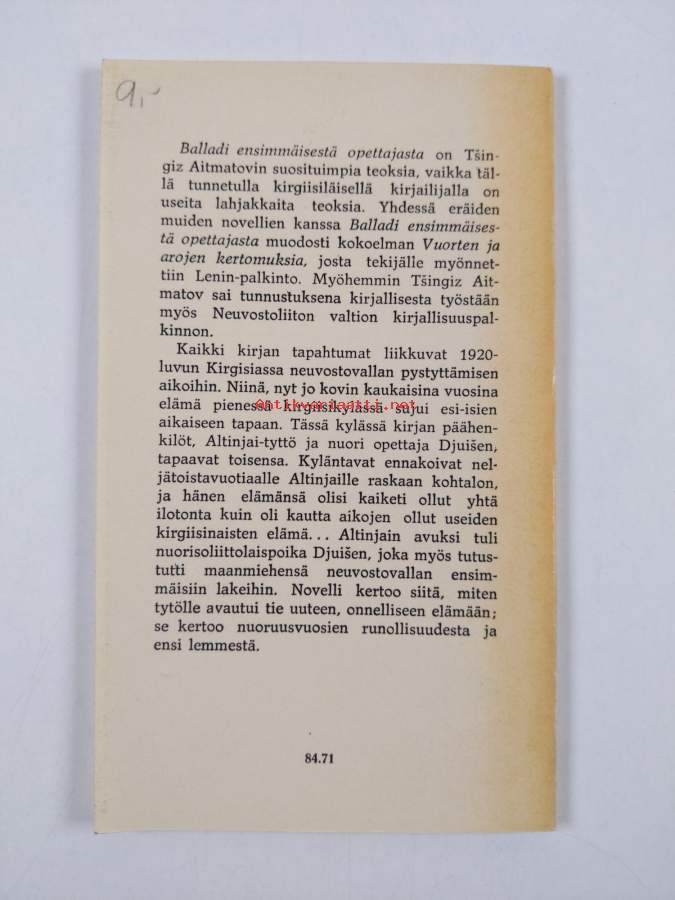 9,-
Balladi ensimmäisestä opettajasta on Tšin-
giz Aitmatovin suosituimpia teoksia, vaikka täl-
lä tunnetulla kirgiisiläisellä kirjailijalla on
useita lahjakkaita teoksia. Yhdessä eräiden
muiden novellien kanssa Balladi ensimmäises-
tä opettajasta muodosti kokoelman Vuorten ja
arojen kertomuksia, josta tekijälle myönnet-
tiin Lenin-palkinto. Myöhemmin Tšingiz Ait-
matov sai tunnustuksena kirjallisesta työstään
myös Neuvostoliiton valtion kirjallisuuspal-
kinnon.
Kaikki kirjan tapahtumat liikkuvat 1920-
luvun Kirgisiassa neuvostovallan pystyttämisen
aikoihin. Niinä, nyt jo kovin kaukaisina vuosina
elämä pienessä kirgiisikylässä sujui esi-isien
Antikvariaatti.net
aikaiseen tapaan. Tässä kylässä kirjan päähen-
kilöt, Altinjai-tyttö ja nuori opettaja Djuišen,
tapaavat toisensa. Kyläntavat ennakoivat nel-
jätoistavuotiaalle Altinjaille raskaan kohtalon,
ja hänen elämänsä olisi kaiketi ollut yhtä
ilotonta kuin oli kautta aikojen ollut useiden
kirgiisinaisten elämä... Altinjain avuksi tuli
nuorisoliittolaispoika Djuišen, joka myös tutus-
tutti maanmiehensä neuvostovallan ensim-
mäisiin lakeihin. Novelli kertoo siitä, miten
tytölle avautui tie uuteen, onnelliseen elämään;
se kertoo nuoruusvuosien runollisuudesta ja
ensi lemmestä.
84.71